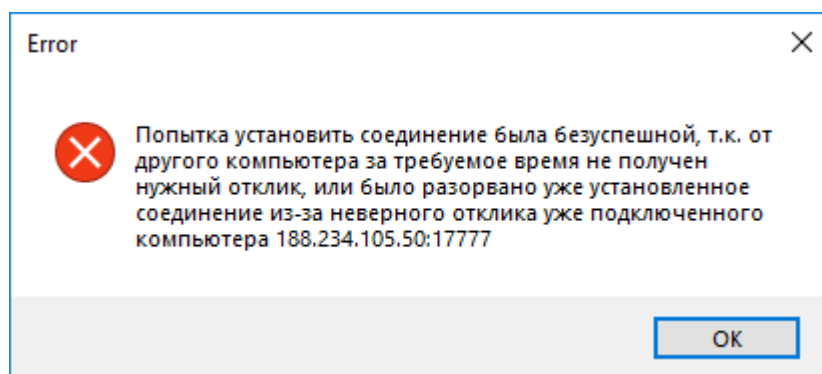 Error
Попытка установить соединение была безуспешной, т.к. от
другого компьютера за требуемое время не получен
нужный отклик, или было разорвано уже установленное
соединение из-за неверного отклика уже подключенного
компьютера 188.234.105.50:17777
ОК